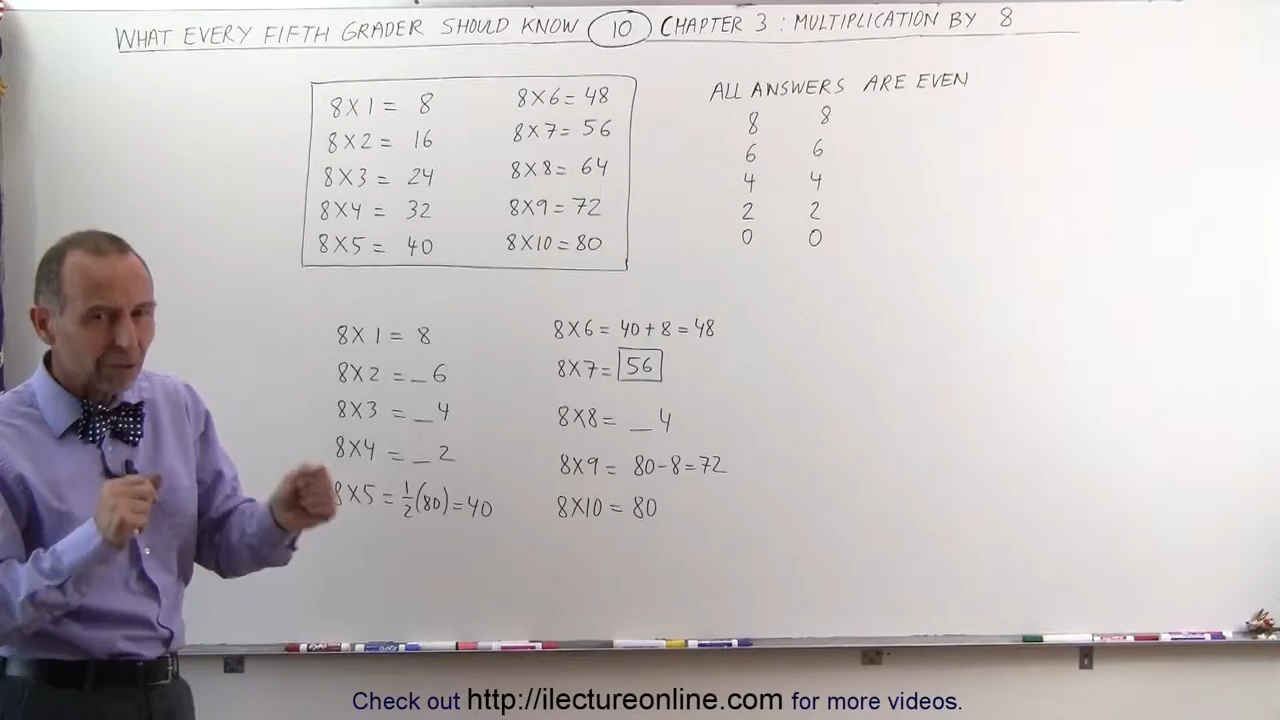 WHAT EVERY FIFTH GRADER SHOULD KNOW 10 CHAPTER 3 : MULTIPLICATION BY 8
8X1 = 8
8X2 = 16
8X3 = 24
8X4 = 32
8X5 = 40
8X6 = 48
8X7 = 56
8X8 = 64
8X9 = 72
8X10 = 80
ALL ANSWERS ARE EVEN
8 8
6 6
4 4
2 2
0 0
8X1 = 8
8X2 = _6
8X3 = _4
8X4 = _2
8X5 = 1/2(80) = 40
8X6 = 40+8 = 48
8X7 = 56
8X8 = _4
8X9 = 80-8 = 72
8X10 = 80
Check out http://ilectureonline.com for more videos.